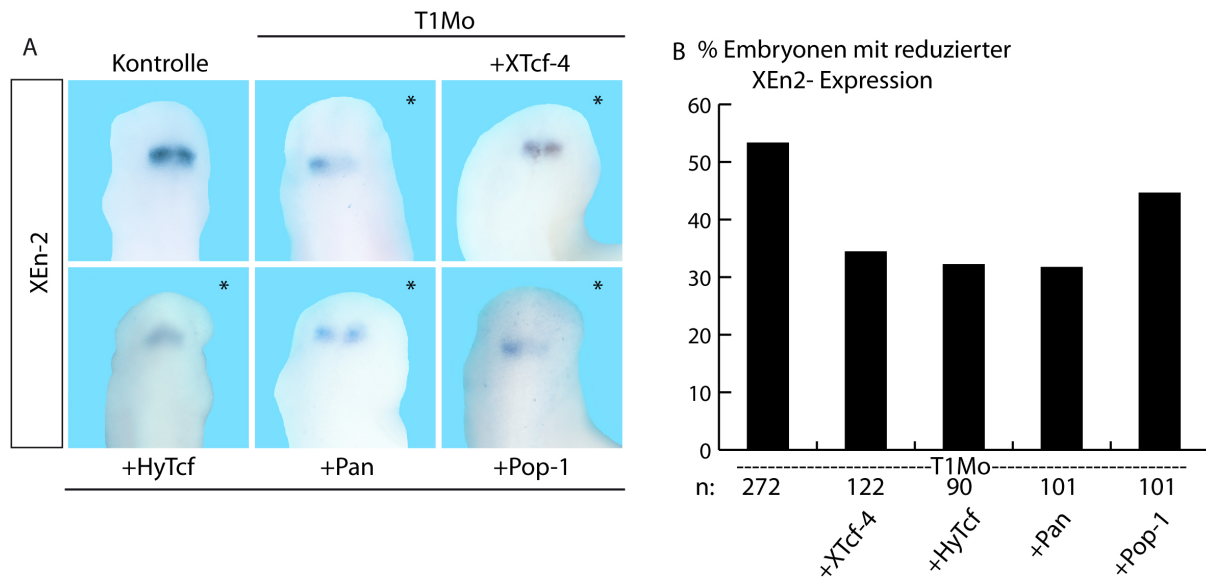 A
T1Mo
Kontrolle
+XTcf-4
XEn-2
*
*
*
*
*
+HyTcf
+Pan
+Pop-1
B % Embryonen mit reduzierter
XEn2- Expression
60
50
40
30
20
10
0
------------------------------T1Mo------------------------------
n: 272 122 90 101 101
+XTcf-4
+HyTcf
+Pan
+Pop-1